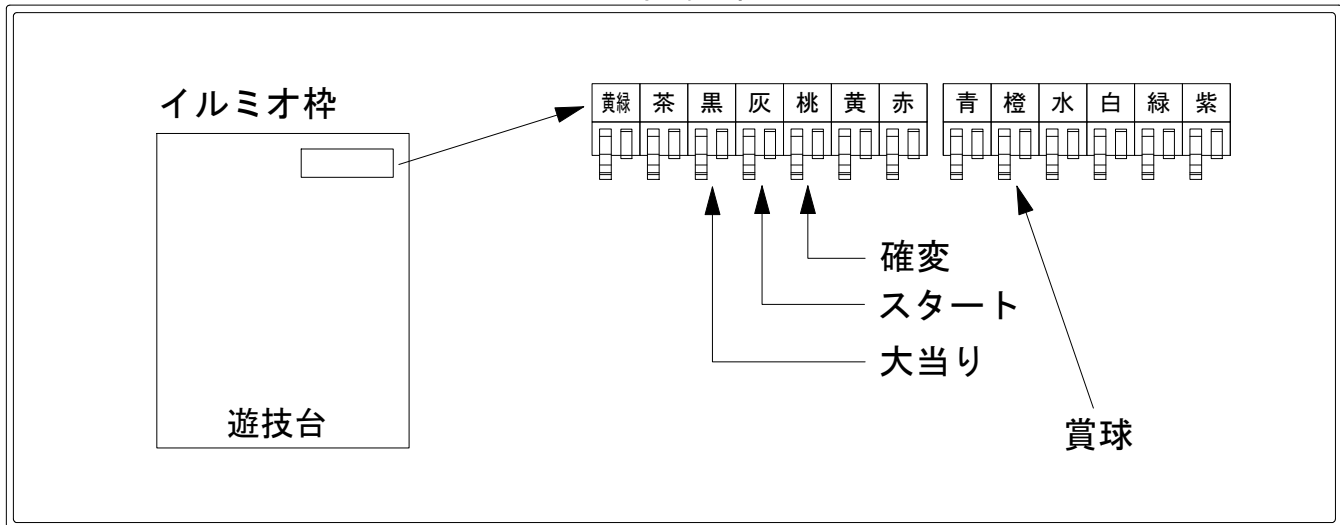 イルミオ枠
黄緑 茶 黒 灰 桃 黄 赤 青 橙 水 白 緑 紫
確変
スタート
大当り
遊技台
賞球